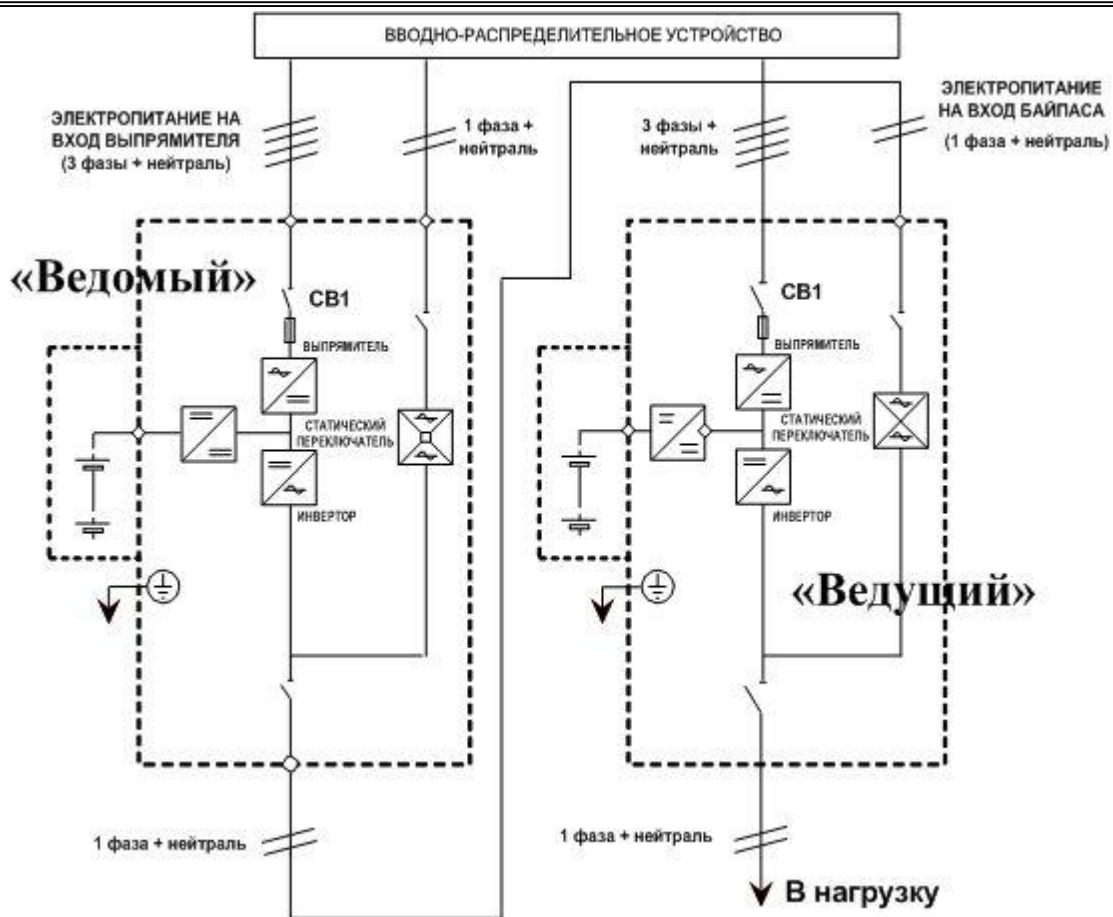 ВВОДНО-РАСПРЕДЕЛИТЕЛЬНОЕ УСТРОЙСТВО
ЭЛЕКТРОПИТАНИЕ НА
ВХОД ВЫПРЯМИТЕЛЯ
(3 фазы + нейтраль)
1 фаза +
нейтраль
3 фазы +
нейтраль
ЭЛЕКТРОПИТАНИЕ
НА ВХОД БАЙПАСА
(1 фаза + нейтраль)
«Ведомый»
СВ1
ВЫПРЯМИТЕЛЬ
СТАТИЧЕСКИЙ
ПЕРЕКЛЮЧАТЕЛЬ
ИНВЕРТОР
СВ1
ВЫПРЯМИТЕЛЬ
СТАТИЧЕСКИЙ
ПЕРЕКЛЮЧАТЕЛЬ
ИНВЕРТОР
«Ведущий»
1 фаза + нейтраль
1 фаза + нейтраль
В нагрузку